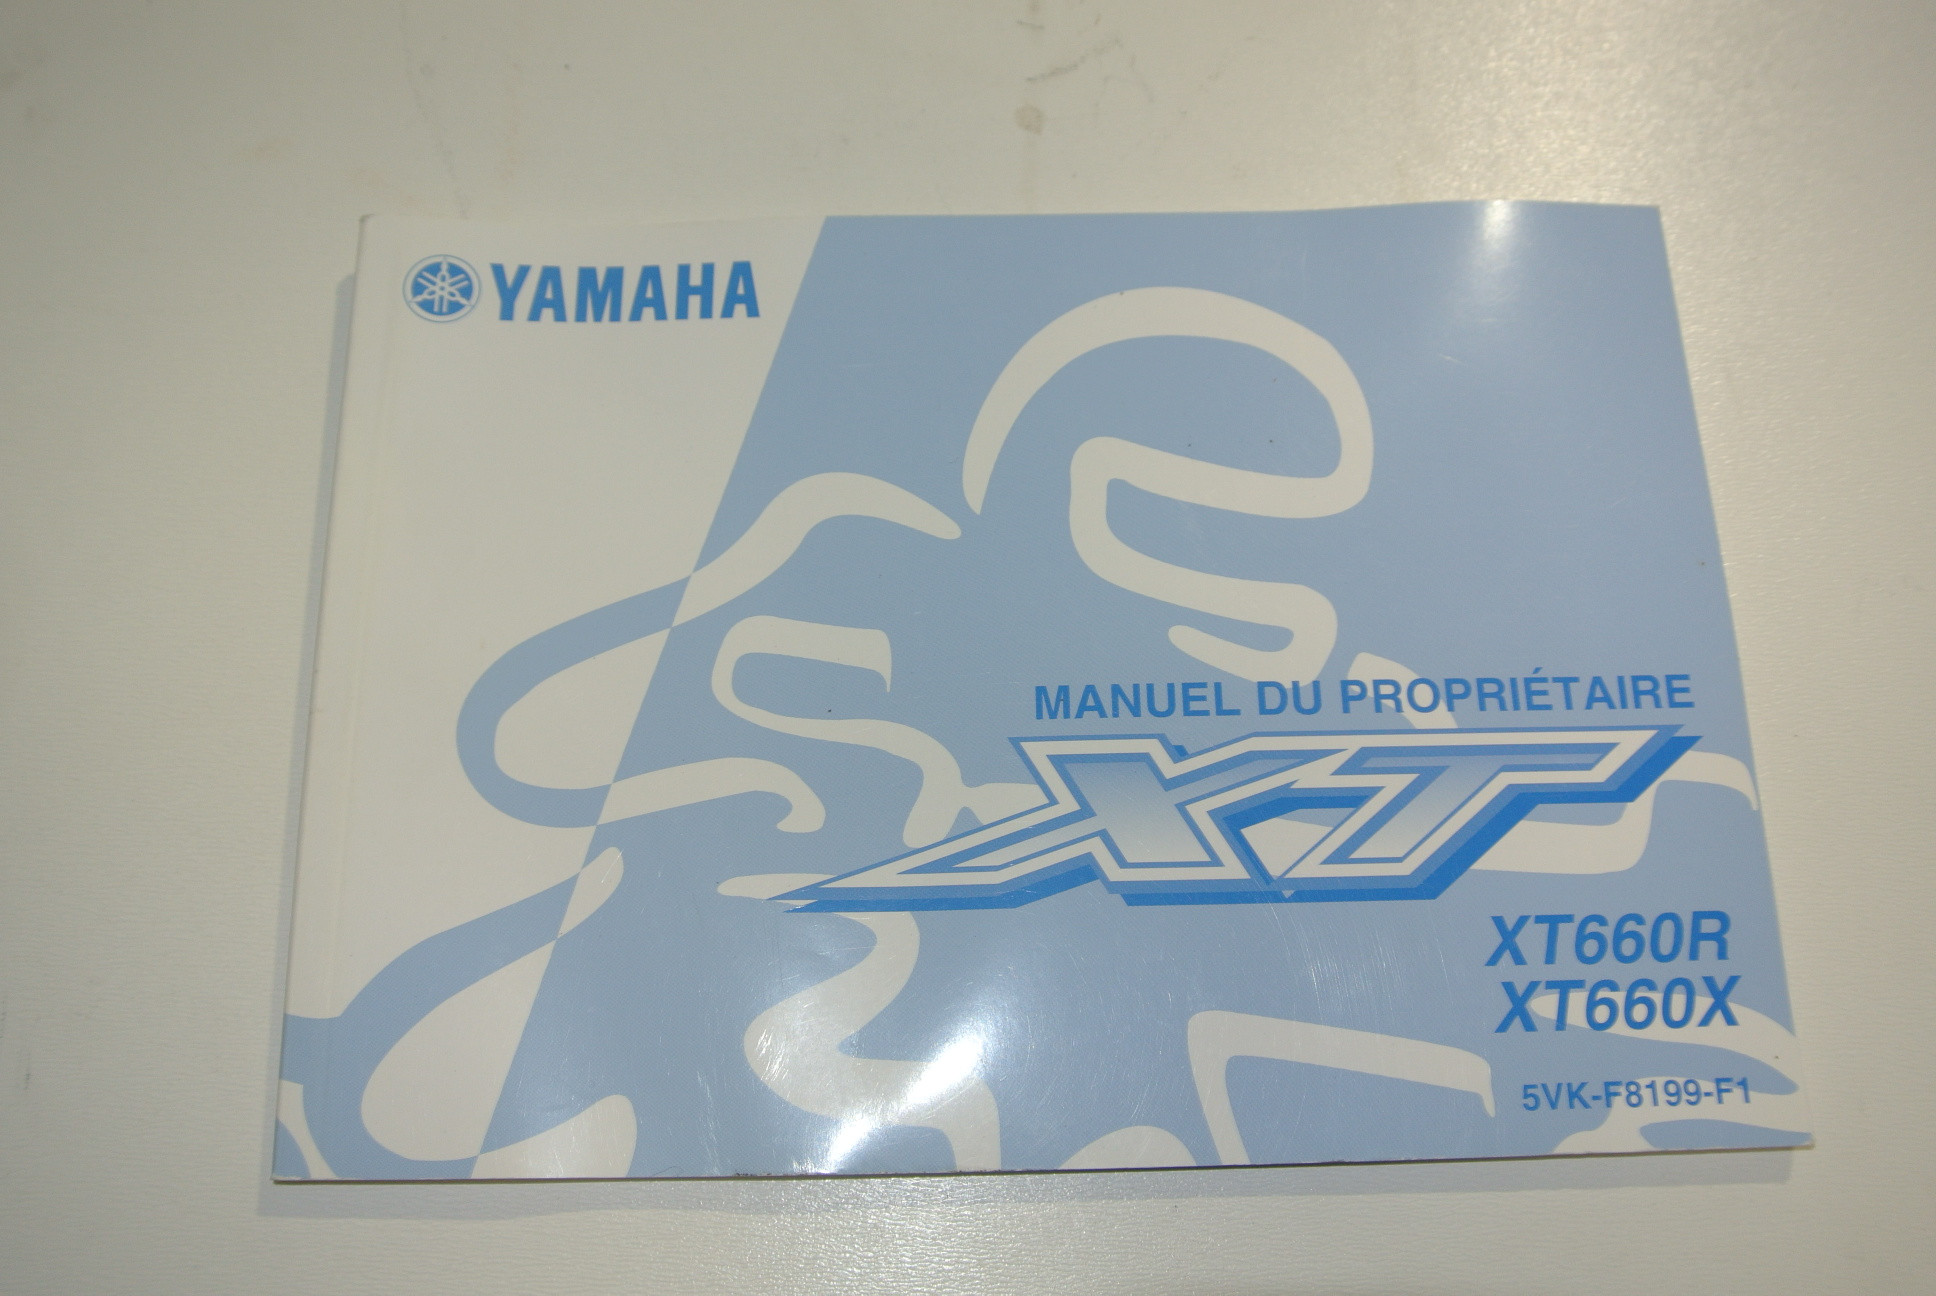 YAMAHA
MANUEL DU PROPRIÉTAIRE
XT
XT660R
XT660X
5VK-F8199-F1